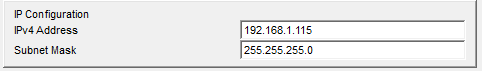 IP Configuration
IPv4 Address 192.168.1.115
Subnet Mask 255.255.255.0